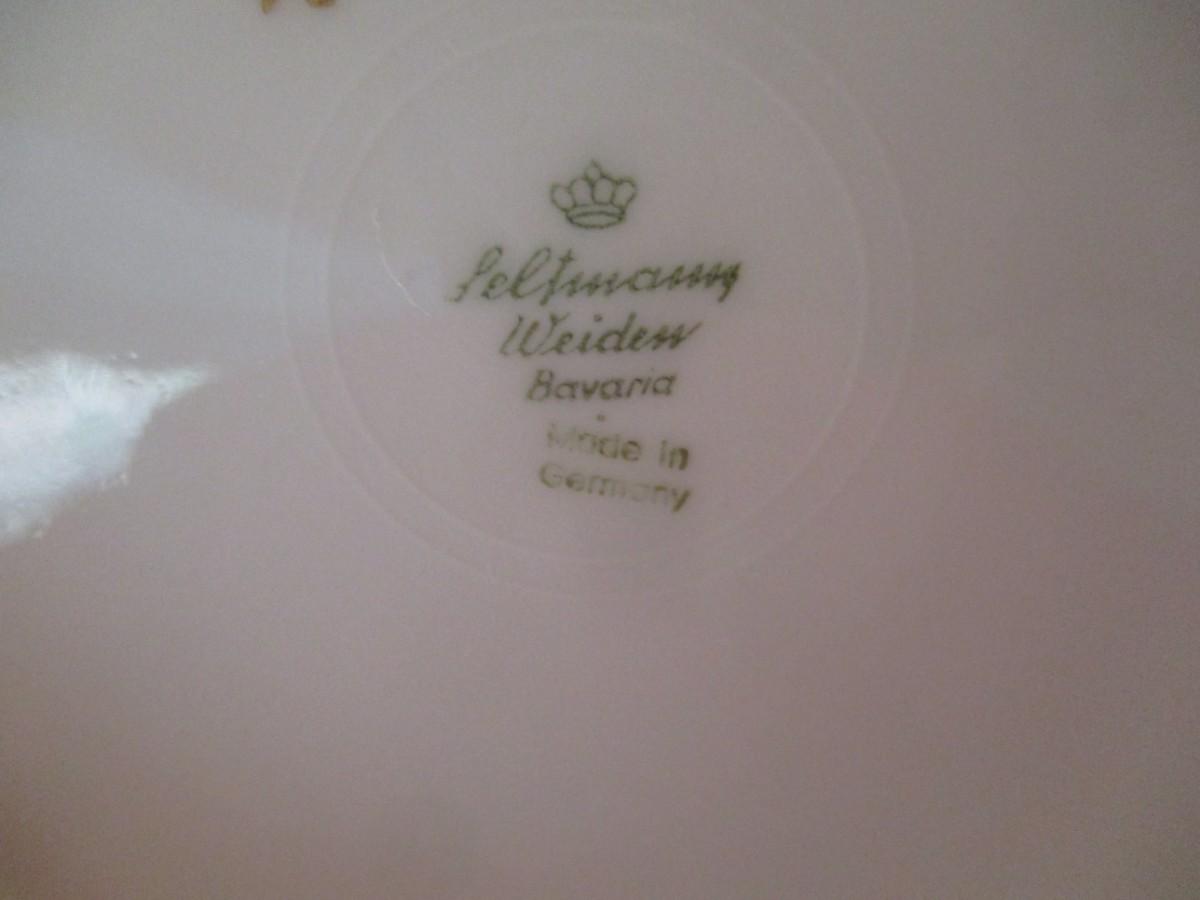 Seltmann
Weiden
Bavaria
Made in
Germany